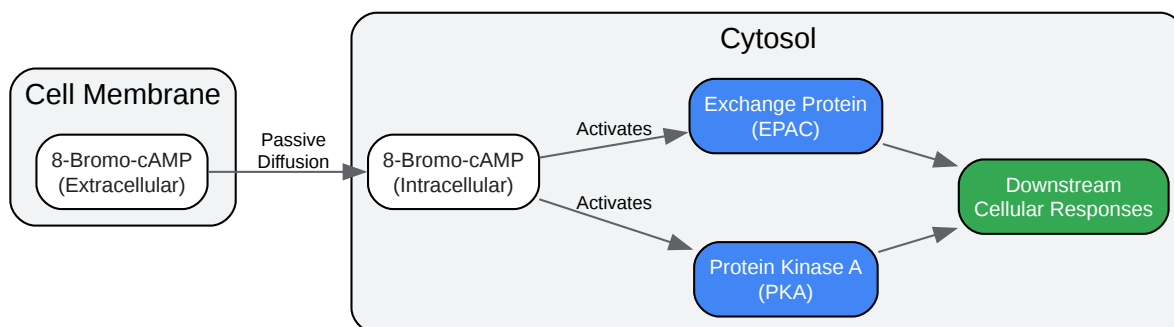 Cell Membrane
8-Bromo-cAMP
(Extracellular)
Passive
Diffusion
Cytosol
8-Bromo-cAMP
(Intracellular)
Activates
Activates
Exchange Protein
(EPAC)
Protein Kinase A
(PKA)
Downstream
Cellular Responses